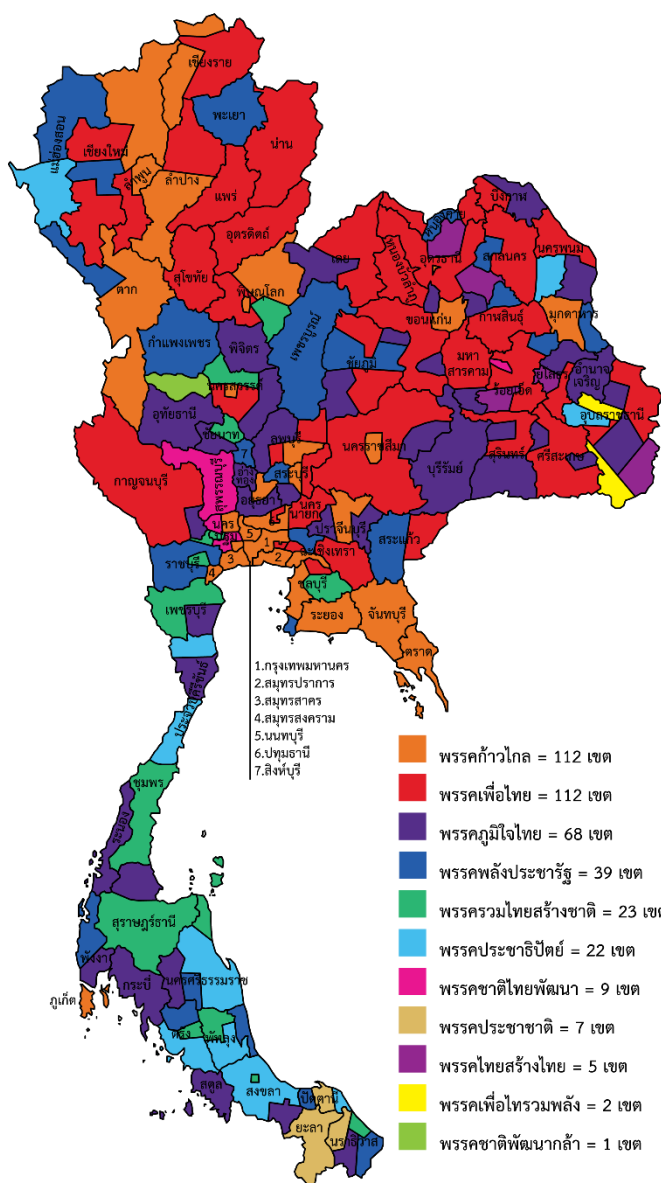 เชียงราย
พะเยา
น่าน
แม่ฮ่องสอน
เชียงใหม่
ลำพูน
ลำปาง
แพร่
อุตรดิตถ์
สุโขทัย
ตาก
พิษณุโลก
เลย
หนองบัวลำภู
อุดรธานี
หนองคาย
บึงกาฬ
สกลนคร
นครพนม
กำแพงเพชร
พิจิตร
เพชรบูรณ์
ขอนแก่น
กาฬสินธุ์
มุกดาหาร
ชัยภูมิ
มหา
สารคาม
ร้อยเอ็ด
ยโสธร
อำนาจ
เจริญ
อุบลราชธานี
นครสวรรค์
อุทัยธานี
ชัยนาท
ลพบุรี
นครราชสีมา
บุรีรัมย์
สุรินทร์
ศรีสะเกษ
กาญจนบุรี
สุพรรณบุรี
7
อ่าง
ทอง
สระบุรี
อยุธยา
นคร
นายก
ปราจีนบุรี
สระแก้ว
นคร
ปฐม
6
5
1
2
3
4
ฉะเชิงเทรา
ราชบุรี
ชลบุรี
เพชรบุรี
ระยอง
จันทบุรี
ตราด
ประจวบคีรีขันธ์
1.กรุงเทพมหานคร
2.สมุทรปราการ
3.สมุทรสาคร
4.สมุทรสงคราม
5.นนทบุรี
6.ปทุมธานี
7.สิงห์บุรี
ชุมพร
ระนอง
สุราษฎร์ธานี
พังงา
กระบี่
นครศรีธรรมราช
ภูเก็ต
ตรัง
พัทลุง
สตูล
สงขลา
ปัตตานี
ยะลา
นราธิวาส
พรรคก้าวไกล = 112 เขต
พรรคเพื่อไทย = 112 เขต
พรรคภูมิใจไทย = 68 เขต
พรรคพลังประชารัฐ = 39 เขต
พรรครวมไทยสร้างชาติ = 23 เขต
พรรคประชาธิปัตย์ = 22 เขต
พรรคชาติไทยพัฒนา = 9 เขต
พรรคประชาชาติ = 7 เขต
พรรคไทยสร้างไทย = 5 เขต
พรรคเพื่อไทรวมพลัง = 2 เขต
พรรคชาติพัฒนากล้า = 1 เขต